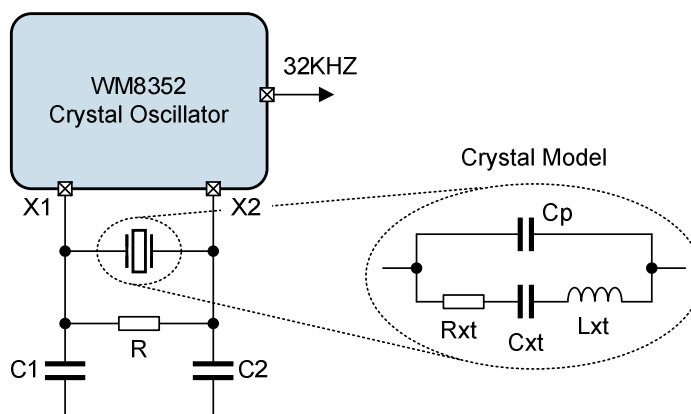 WM8352
Crystal Oscillator
32KHZ
X1
X2
Crystal Model
Cp
Rxt
Cxt
Lxt
R
C1
C2